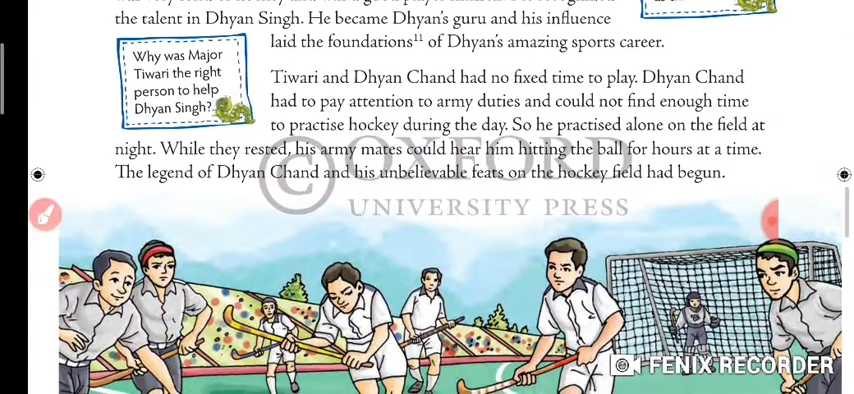 the talent in Dhyan Singh. He became Dhyan's guru and his influence
laid the foundations¹¹ of Dhyan's amazing sports career.
Why was Major
Tiwari the right
person to help
Dhyan Singh?
Tiwari and Dhyan Chand had no fixed time to play. Dhyan Chand
had to pay attention to army duties and could not find enough time
to practise hockey during the day. So he practised alone on the field at
night. While they rested, his army mates could hear him hitting the ball for hours at a time.
The legend of Dhyan Chand and his unbelievable feats on the hockey field had begun.
© OXFORD
UNIVERSITY PRESS
FENIX RECORDER